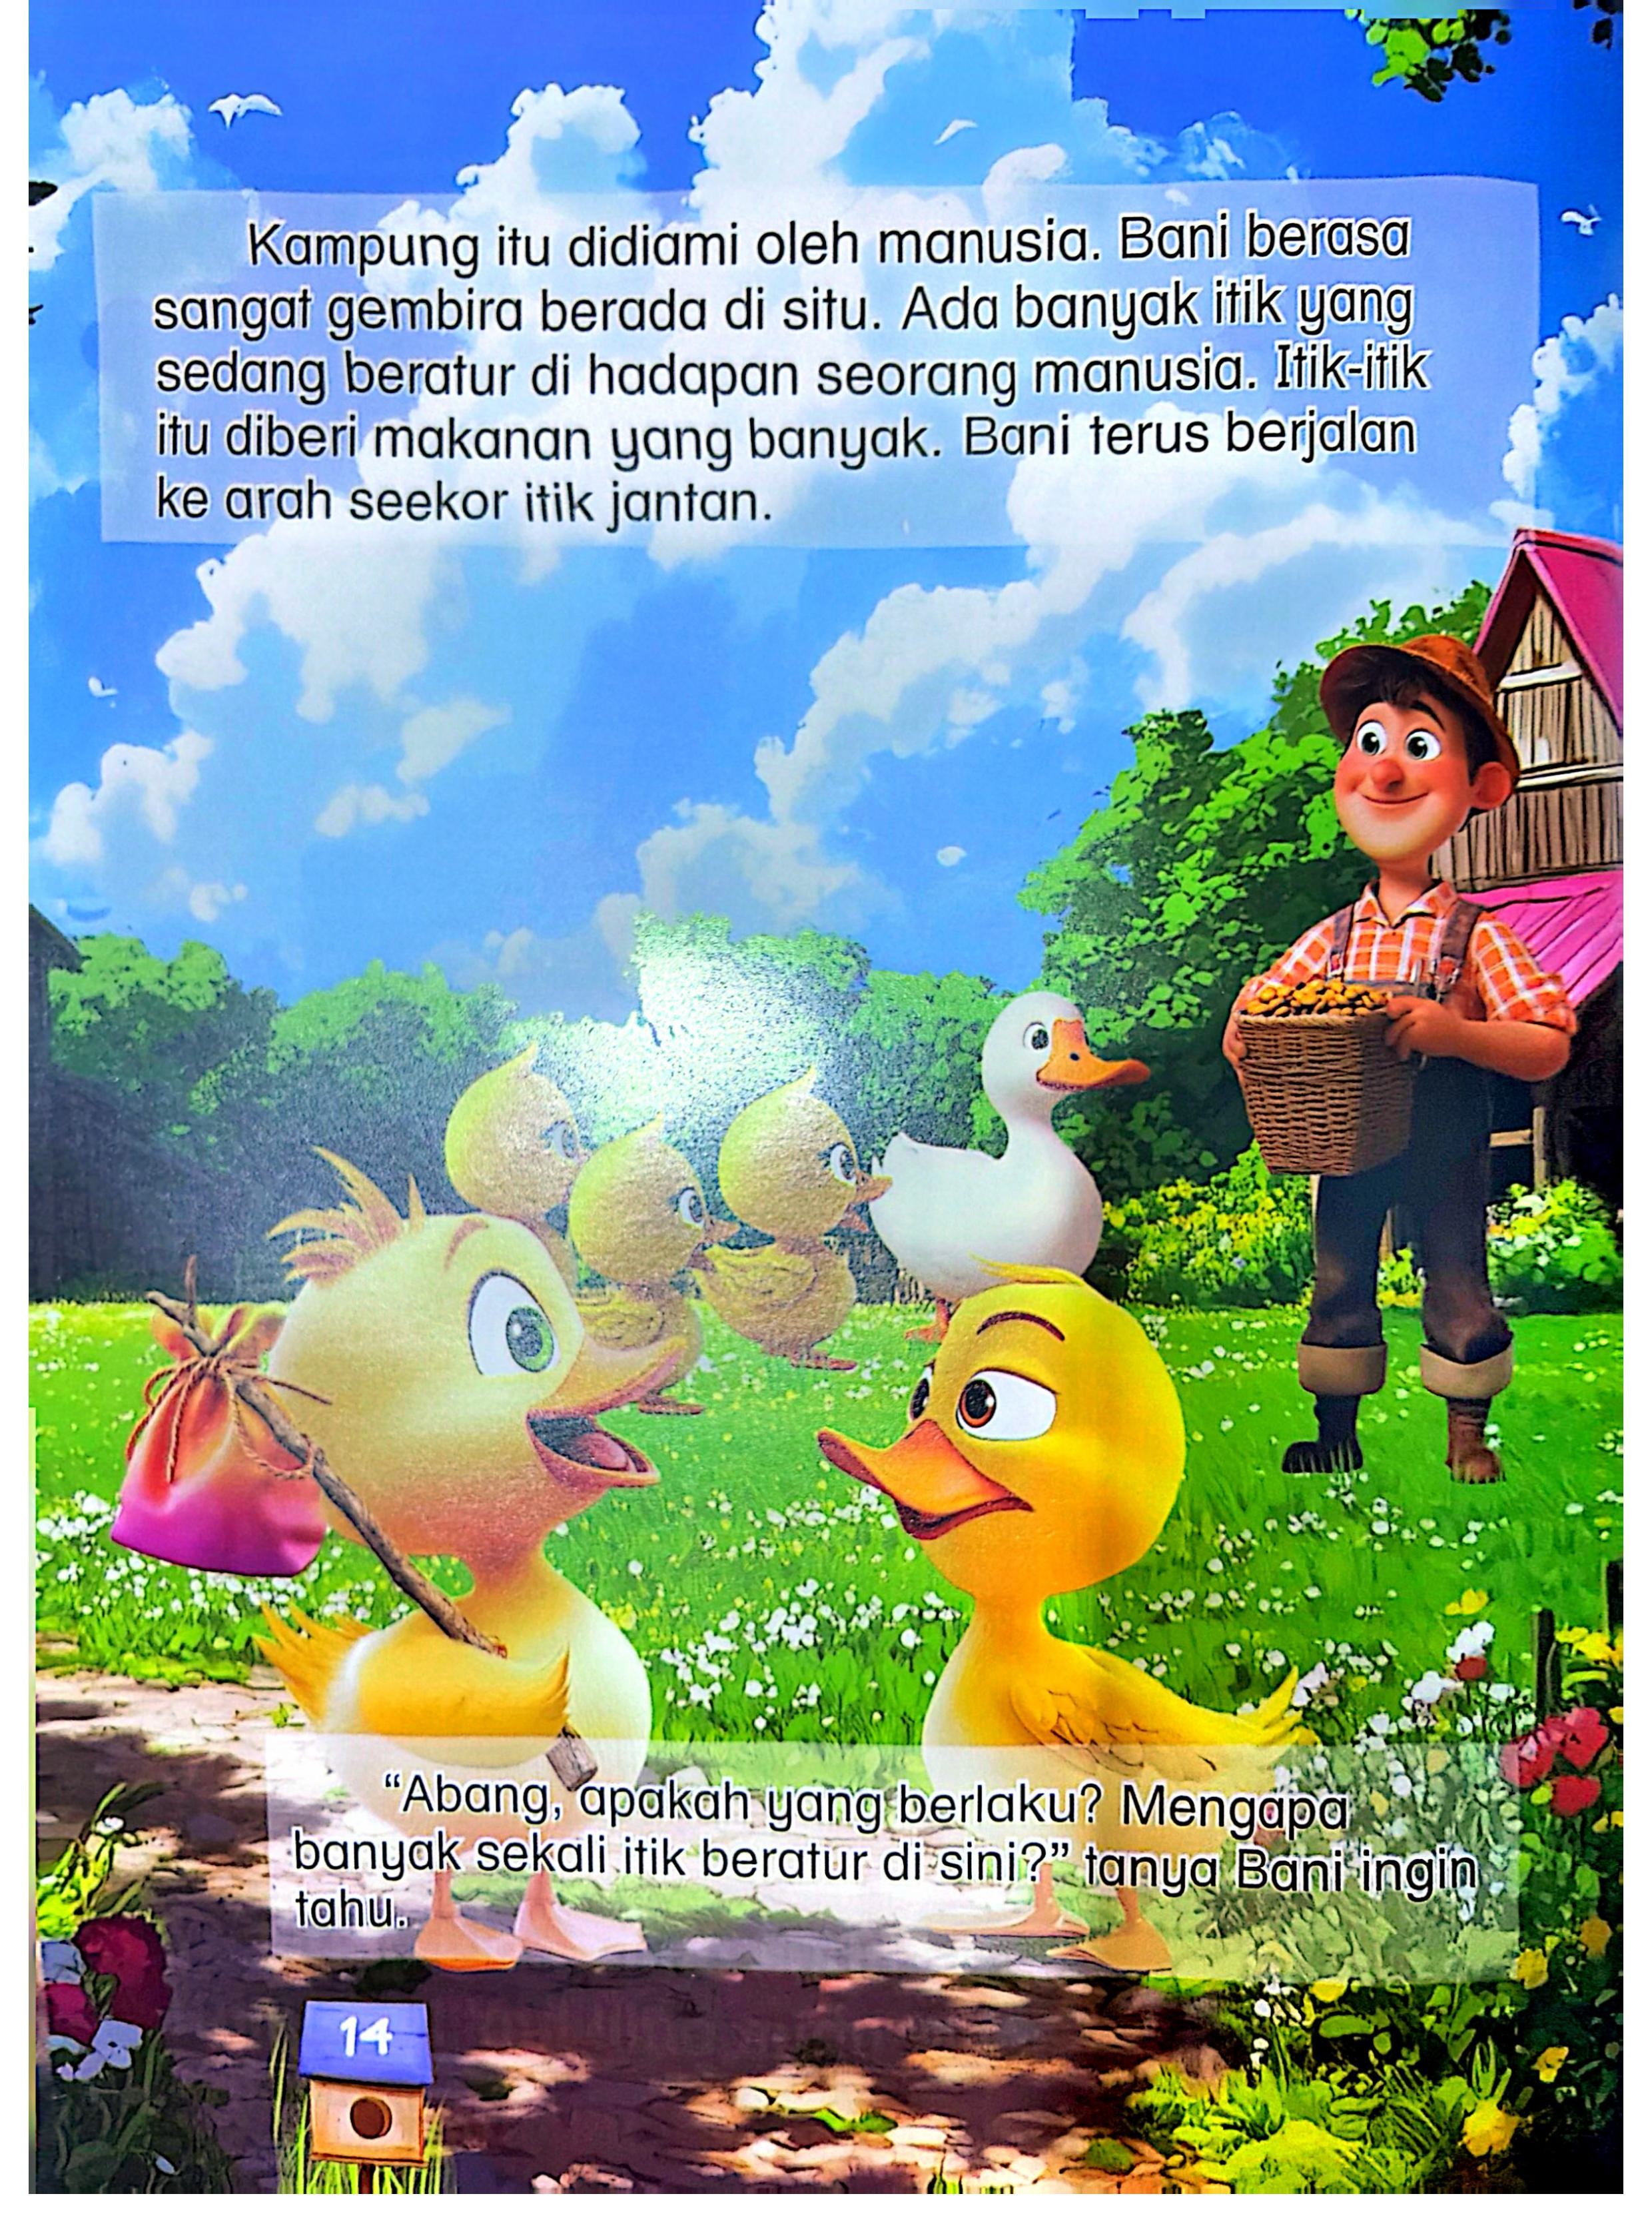 Kampung itu didiami oleh manusia. Bani berasa
sangat gembira berada di situ. Ada banyak itik yang
sedang beratur di hadapan seorang manusia. Itik-itik
itu diberi makanan yang banyak. Bani terus berjalan
ke arah seekor itik jantan.
“Abang, apakah yang berlaku? Mengapa
banyak sekali itik beratur di sini?” tanya Bani ingin
tahu.
14